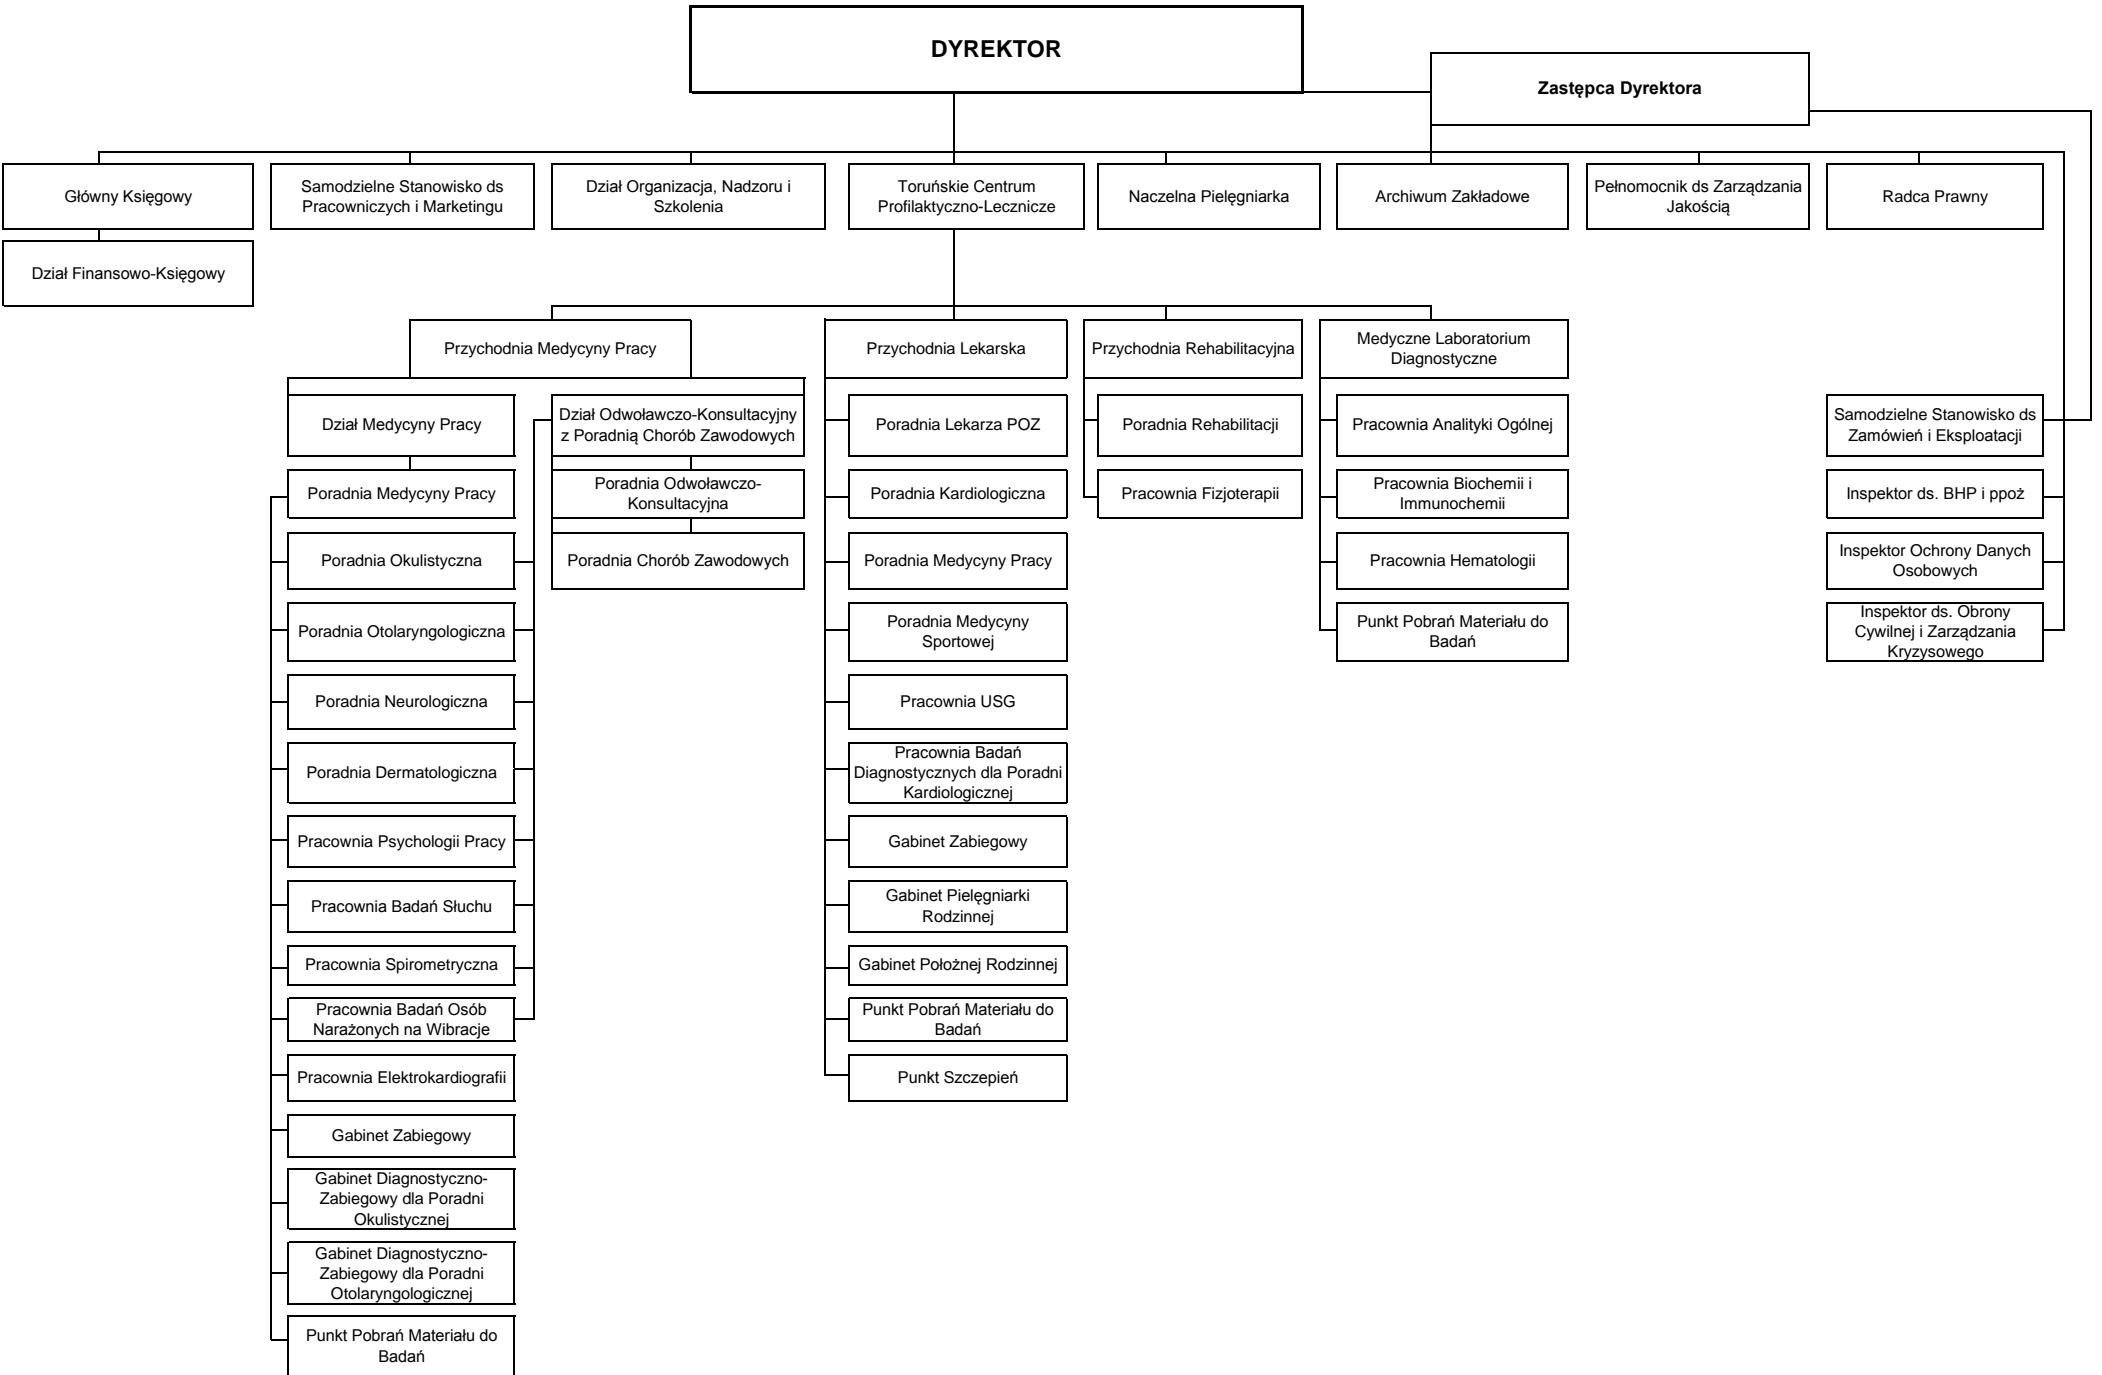 DYREKTOR
Zastępca Dyrektora
Główny Księgowy
Samodzielne Stanowisko ds
Pracowniczych i Marketingu
Dział Organizacja, Nadzoru i
Szkolenia
Toruńskie Centrum
Profilaktyczno-Lecznicze
Naczelna Pielęgniarka
Archiwum Zakładowe
Pełnomocnik ds Zarządzania
Jakością
Radca Prawny
Dział Finansowo-Księgowy
Przychodnia Medycyny Pracy
Przychodnia Lekarska
Przychodnia Rehabilitacyjna
Medyczne Laboratorium
Diagnostyczne
Dział Medycyny Pracy
Poradnia Medycyny Pracy
Poradnia Okulistyczna
Poradnia Otolaryngologiczna
Poradnia Neurologiczna
Poradnia Dermatologiczna
Pracownia Psychologii Pracy
Pracownia Badań Słuchu
Pracownia Spirometryczna
Pracownia Badań Osób
Narażonych na Wibracje
Pracownia Elektrokardiografii
Gabinet Zabiegowy
Gabinet Diagnostyczno-
Zabiegowy dla Poradni
Okulistycznej
Gabinet Diagnostyczno-
Zabiegowy dla Poradni
Otolaryngologicznej
Punkt Pobrań Materiału do
Badań
Dział Odwoławczo-Konsultacyjny
z Poradnią Chorób Zawodowych
Poradnia Odwoławczo-
Konsultacyjna
Poradnia Chorób Zawodowych
Poradnia Lekarza POZ
Poradnia Kardiologiczna
Poradnia Medycyny Pracy
Poradnia Medycyny
Sportowej
Pracownia USG
Pracownia Badań
Diagnostycznych dla Poradni
Kardiologicznej
Gabinet Zabiegowy
Gabinet Pielęgniarki
Rodzinnej
Gabinet Położnej Rodzinnej
Punkt Pobrań Materiału do
Badań
Punkt Szczepień
Poradnia Rehabilitacji
Pracownia Fizjoterapii
Pracownia Analityki Ogólnej
Pracownia Biochemii i
Immunochemii
Pracownia Hematologii
Punkt Pobrań Materiału do
Badań
Samodzielne Stanowisko ds
Zamówień i Eksploatacji
Inspektor ds. BHP i ppoż
Inspektor Ochrony Danych
Osobowych
Inspektor ds. Obrony
Cywilnej i Zarządzania
Kryzysowego